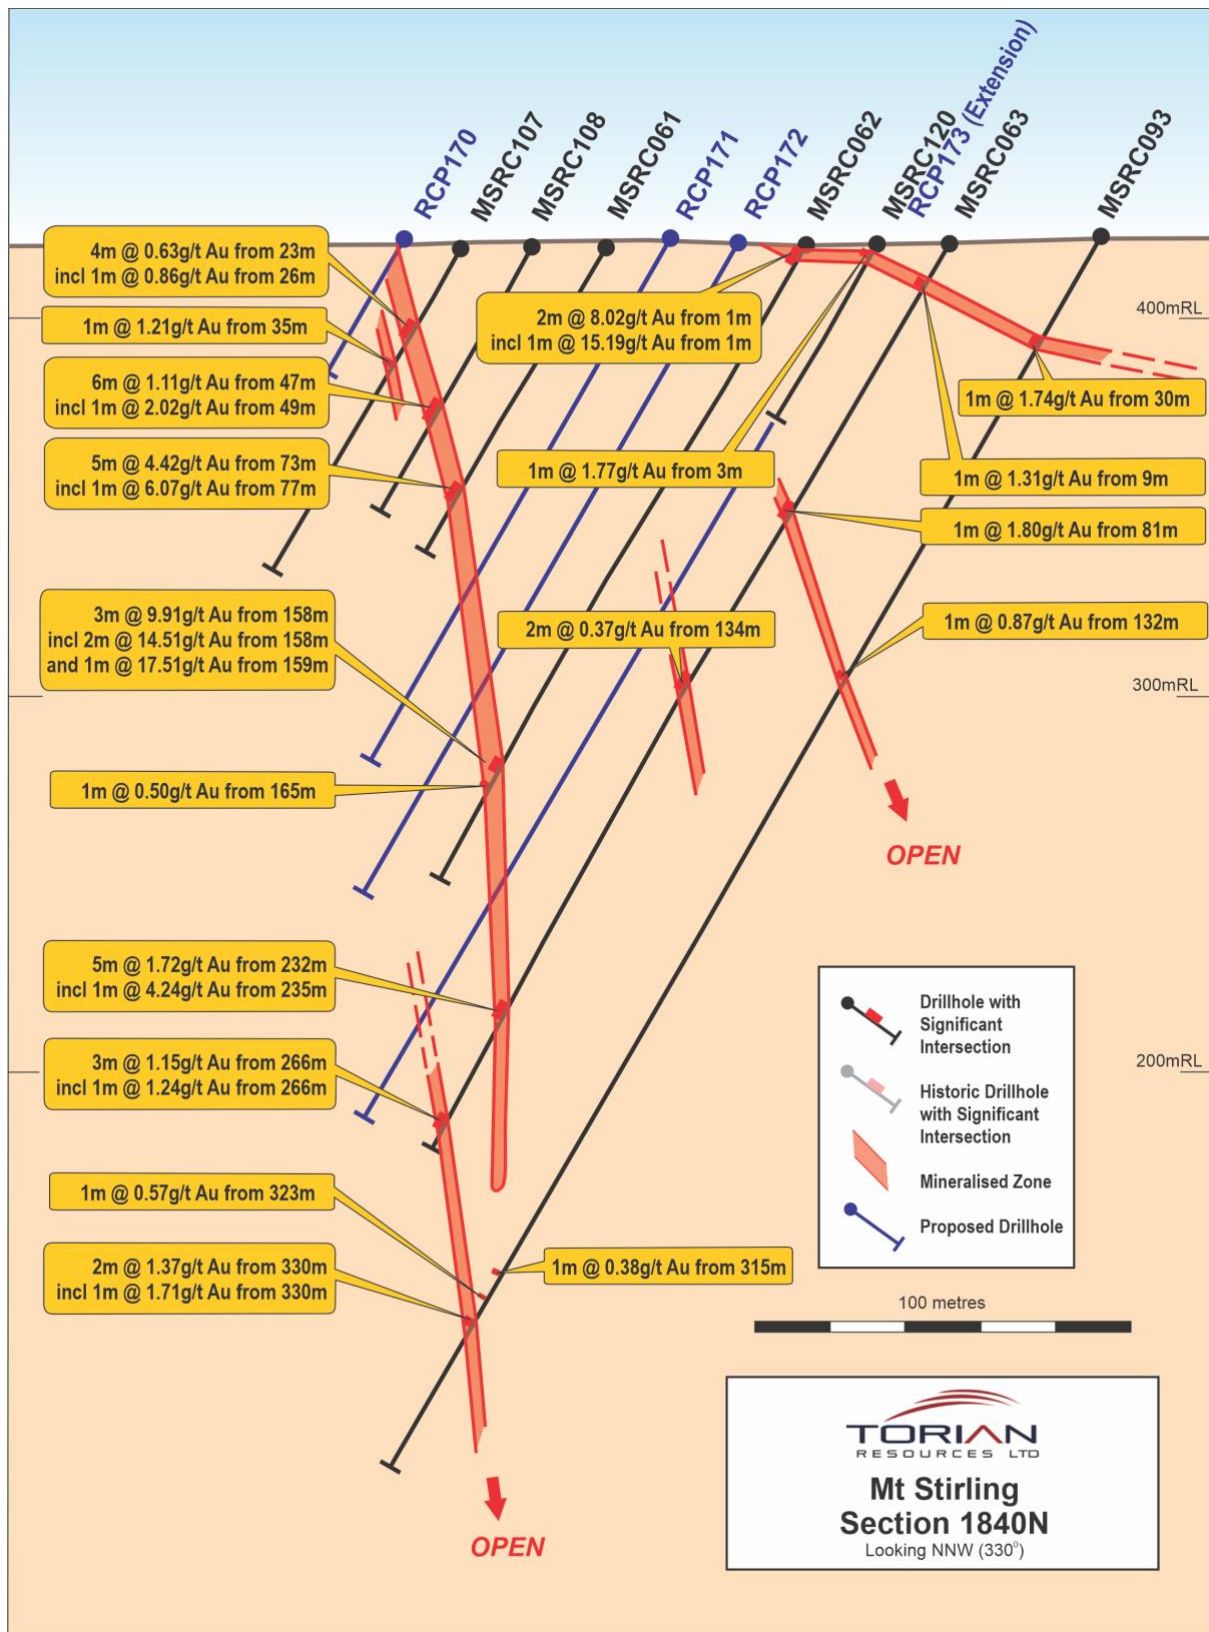 RCP170
MSRC107
MSRC108
MSRC061
RCP171
RCP172
MSRC062
MSRC120
RCP173 (Extension)
MSRC063
MSRC093
4m @ 0.63g/t Au from 23m
incl 1m @ 0.86g/t Au from 26m
1m @ 1.21g/t Au from 35m
6m @ 1.11g/t Au from 47m
incl 1m @ 2.02g/t Au from 49m
5m @ 4.42g/t Au from 73m
incl 1m @ 6.07g/t Au from 77m
2m @ 8.02g/t Au from 1m
incl 1m @ 15.19g/t Au from 1m
400mRL
1m @ 1.74g/t Au from 30m
1m @ 1.77g/t Au from 3m
1m @ 1.31g/t Au from 9m
1m @ 1.80g/t Au from 81m
3m @ 9.91g/t Au from 158m
incl 2m @ 14.51g/t Au from 158m
and 1m @ 17.51g/t Au from 159m
2m @ 0.37g/t Au from 134m
1m @ 0.87g/t Au from 132m
300mRL
1m @ 0.50g/t Au from 165m
OPEN
5m @ 1.72g/t Au from 232m
incl 1m @ 4.24g/t Au from 235m
3m @ 1.15g/t Au from 266m
incl 1m @ 1.24g/t Au from 266m
200mRL
1m @ 0.57g/t Au from 323m
2m @ 1.37g/t Au from 330m
incl 1m @ 1.71g/t Au from 330m
1m @ 0.38g/t Au from 315m
OPEN
Drillhole with
Significant
Intersection
Historic Drillhole
with Significant
Intersection
Mineralised Zone
Proposed Drillhole
100 metres
TORIAN
RESOURCES LTD
Mt Stirling
Section 1840N
Looking NNW (330⁰)